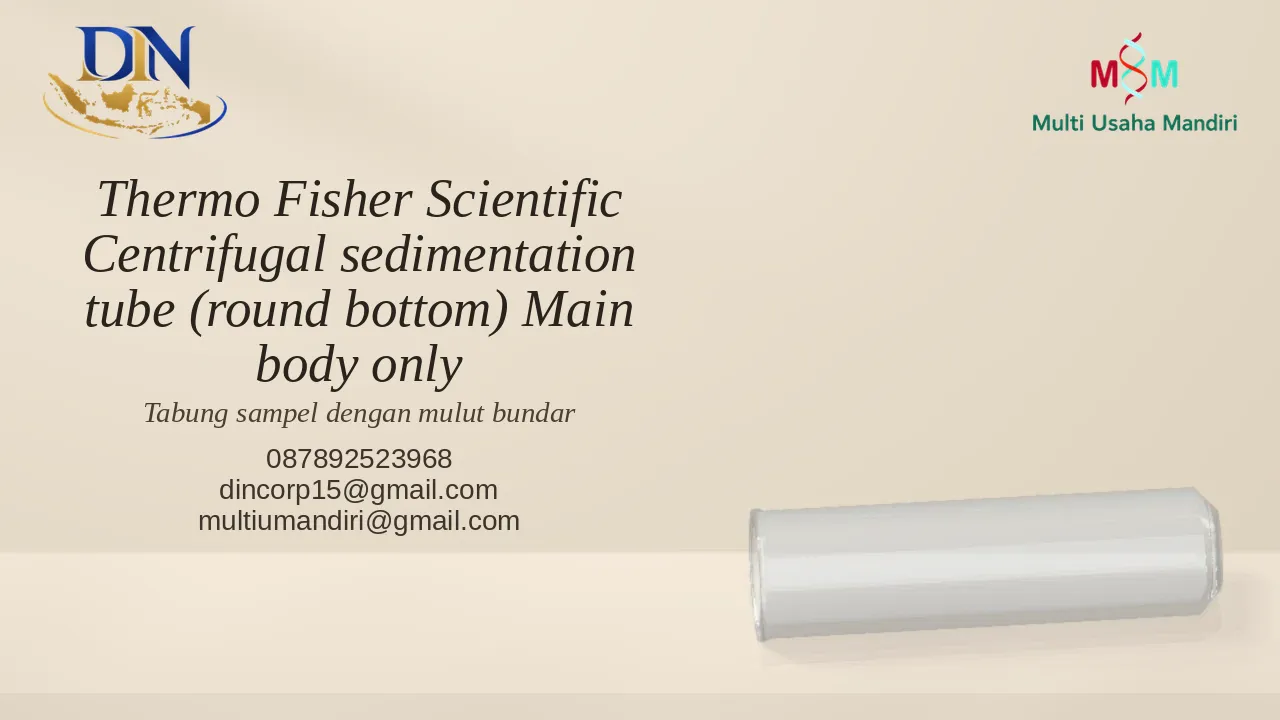 DN
M M
Multi Usaha Mandiri
Thermo Fisher Scientific
Centrifugal sedimentation
tube (round bottom) Main
body only
Tabung sampel dengan mulut bundar
087892523968
dincorp15@gmail.com
multiumandiri@gmail.com